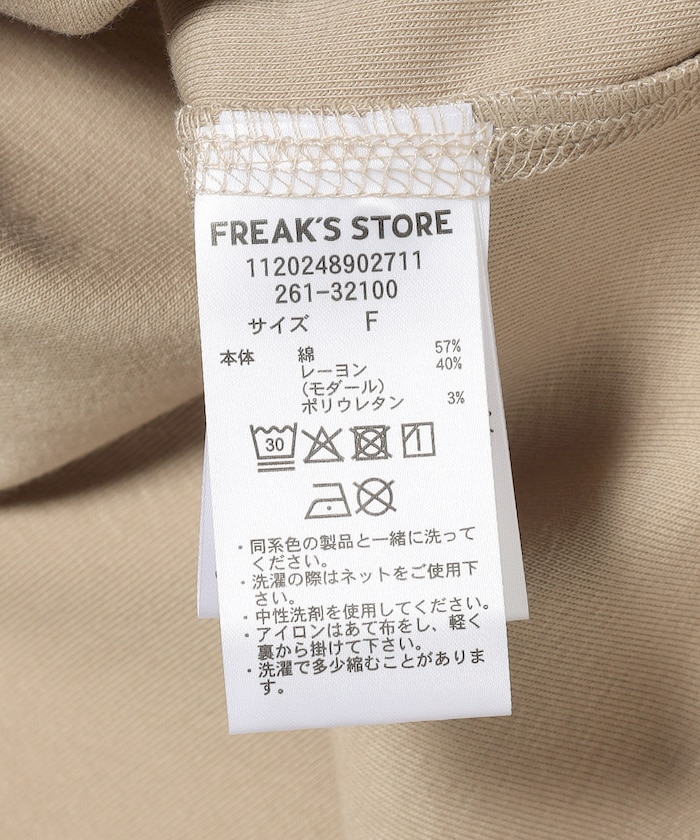 FREAK'S STORE
1120248902711
261-32100
サイズ F
本体 綿 57%
レーヨン 40%
(モダール)
ポリウレタン 3%
30
・同系色の製品と一緒に洗って
ください。
・洗濯の際はネットをご使用下
さい。
・中性洗剤を使用してください。
・アイロンはあて布をし、軽く
裏から掛けて下さい。
・洗濯で多少縮むことがありま
す。